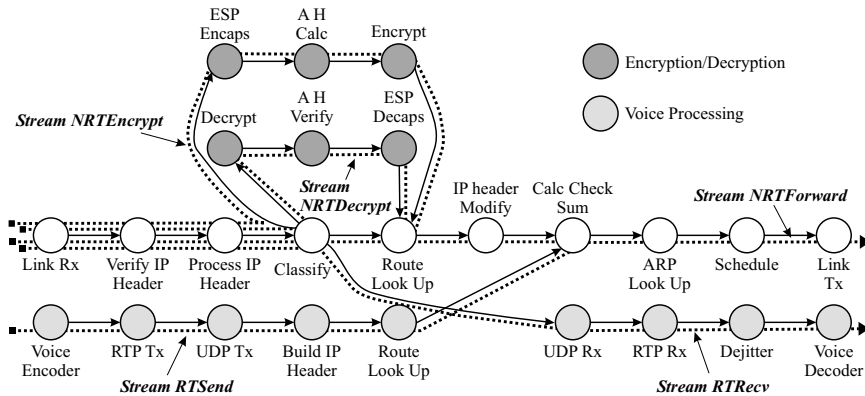 ESP
Encaps
A H
Calc
Encrypt
Encryption/Decryption
Voice Processing
Stream NRTEncrypt
Decrypt
A H
Verify
ESP
Decaps
Stream
NRTDecrypt
IP header
Modify
Calc Check
Sum
Stream NRTForward
Link Rx
Verify IP
Header
Process IP
Header
Classify
Route
Look Up
ARP
Look Up
Schedule
Link
Tx
Voice
Encoder
RTP Tx
UDP Tx
Build IP
Header
Route
Look Up
UDP Rx
RTP Rx
Dejitter
Voice
Decoder
Stream RTSend
Stream RTRecv